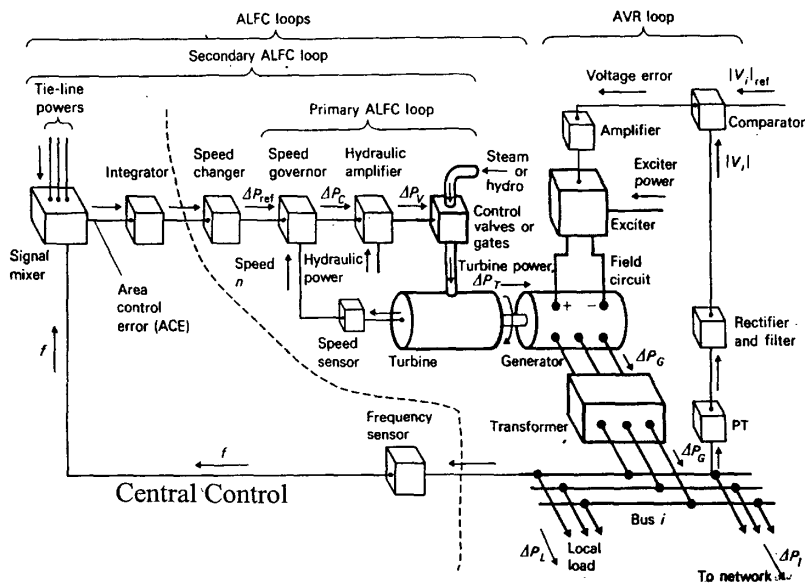 ALFC loops
AVR loop
Secondary ALFC loop
Tie-line
powers
Primary ALFC loop
Voltage error
|V_i|ref
Amplifier
Comparator
Integrator
Speed
changer
ΔP_ref
Speed
governor
ΔP_C
Hydraulic
amplifier
ΔP_V
Steam or
hydro
Exciter
power
|V_i|
Signal
mixer
Control
valves or
gates
Exciter
Area
control
error (ACE)
Speed
n
Hydraulic
power
Turbine power,
ΔP_T
Field
circuit
+ −
f
Speed
sensor
Turbine
Generator
ΔP_G
Rectifier
and filter
Transformer
PT
Frequency
sensor
ΔP_G
f
Central Control
Bus i
ΔP_L
Local
load
To network